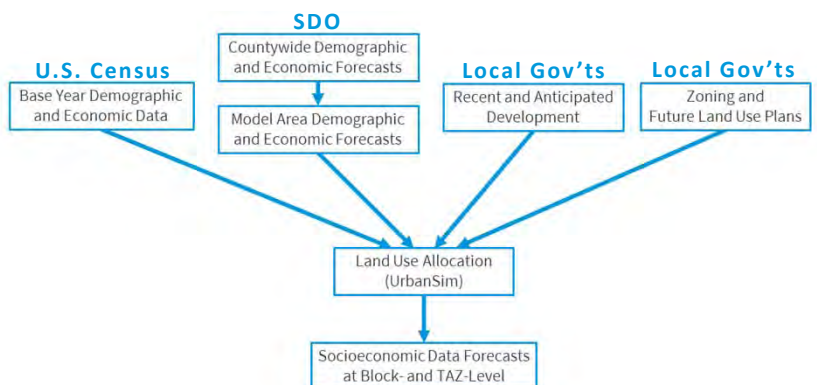 SDO
Countywide Demographic
and Economic Forecasts
U.S. Census
Base Year Demographic
and Economic Data
Model Area Demographic
and Economic Forecasts
Local Gov'ts
Recent and Anticipated
Development
Local Gov'ts
Zoning and
Future Land Use Plans
Land Use Allocation
(UrbanSim)
Socioeconomic Data Forecasts
at Block- and TAZ-Level